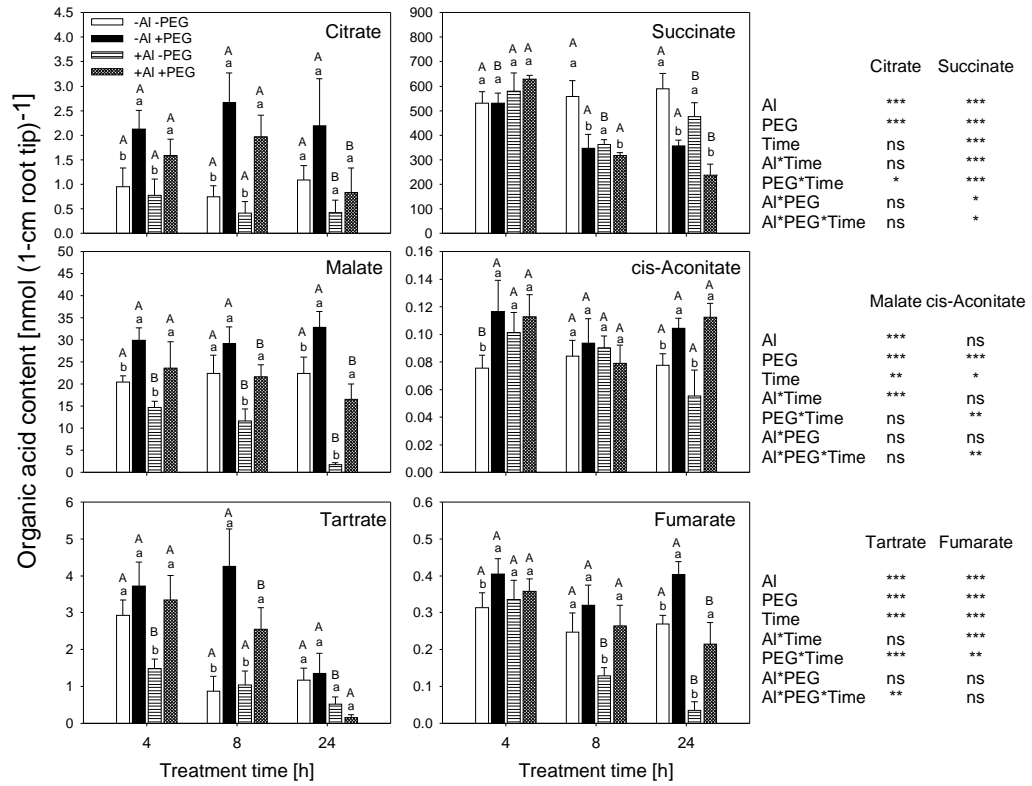 Organic acid content [nmol (1-cm root tip)-1]
Citrate
-Al -PEG
-Al +PEG
+Al -PEG
+Al +PEG
4.5
4.0
3.5
3.0
2.5
2.0
1.5
1.0
0.5
0.0
A A A A A A A A A A B B
b a b a b a b a b a b a
Succinate
900
800
700
600
500
400
300
200
100
0
A B A A A A B A A A B B
a a a a a b a b a b a b
Citrate Succinate
Al *** ***
PEG *** ***
Time ns ***
Al*Time ns ***
PEG*Time * ***
Al*PEG ns *
Al*PEG*Time ns *
Malate
50
45
40
35
30
25
20
15
10
5
0
A A B A A A B B A A B B
b a b a b a b a b a b a
cis-Aconitate
0.16
0.14
0.12
0.10
0.08
0.06
0.04
0.02
0.00
B A A A A A A A A A A A
b a a a a a a a b a b a
Malate cis-Aconitate
Al *** ns
PEG *** ***
Time ** *
Al*Time *** ns
PEG*Time ns **
Al*PEG ns ns
Al*PEG*Time ns **
Tartrate
6
5
4
3
2
1
0
A A B A A A A B A A B A
a a b a b a b a a a a a
4 8 24
Treatment time [h]
Fumarate
0.6
0.5
0.4
0.3
0.2
0.1
0.0
A A A A A A B A A A B B
b a a a a a b a b a b a
4 8 24
Treatment time [h]
Tartrate Fumarate
Al *** ***
PEG *** ***
Time *** ***
Al*Time ns ***
PEG*Time *** **
Al*PEG ns ns
Al*PEG*Time ** ns